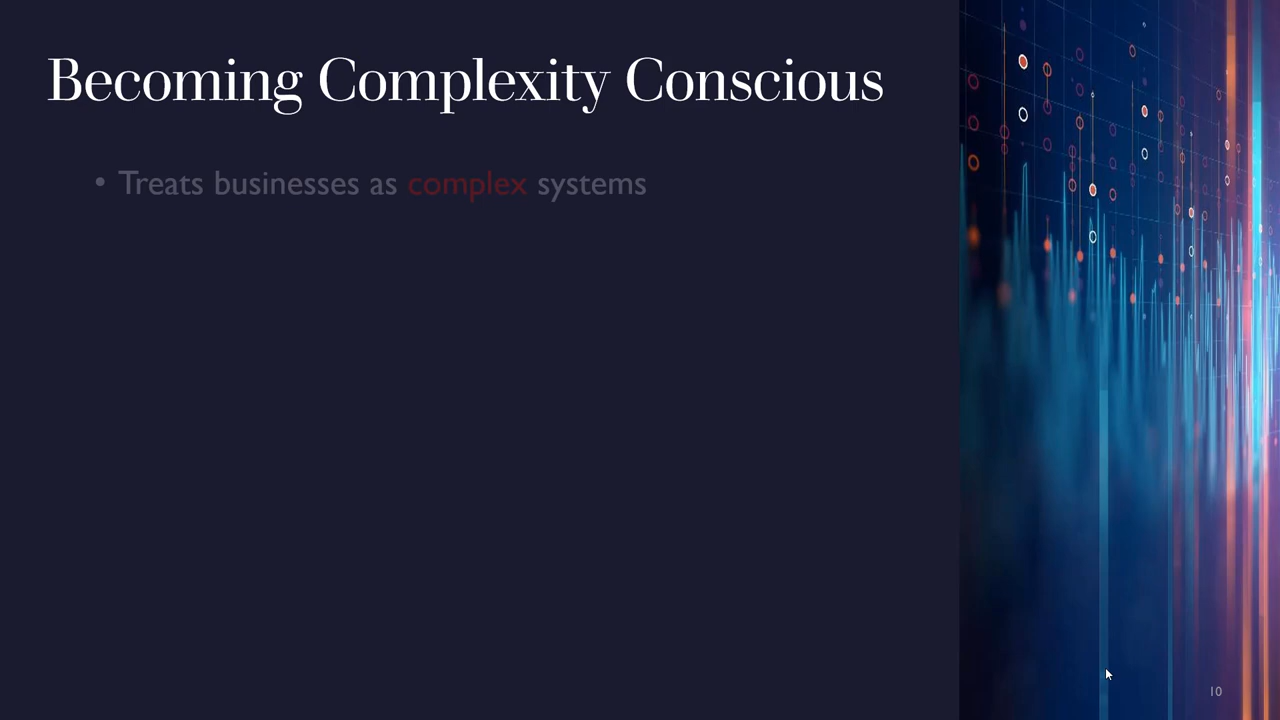 Becoming Complexity Conscious
• Treats businesses as complex systems
10